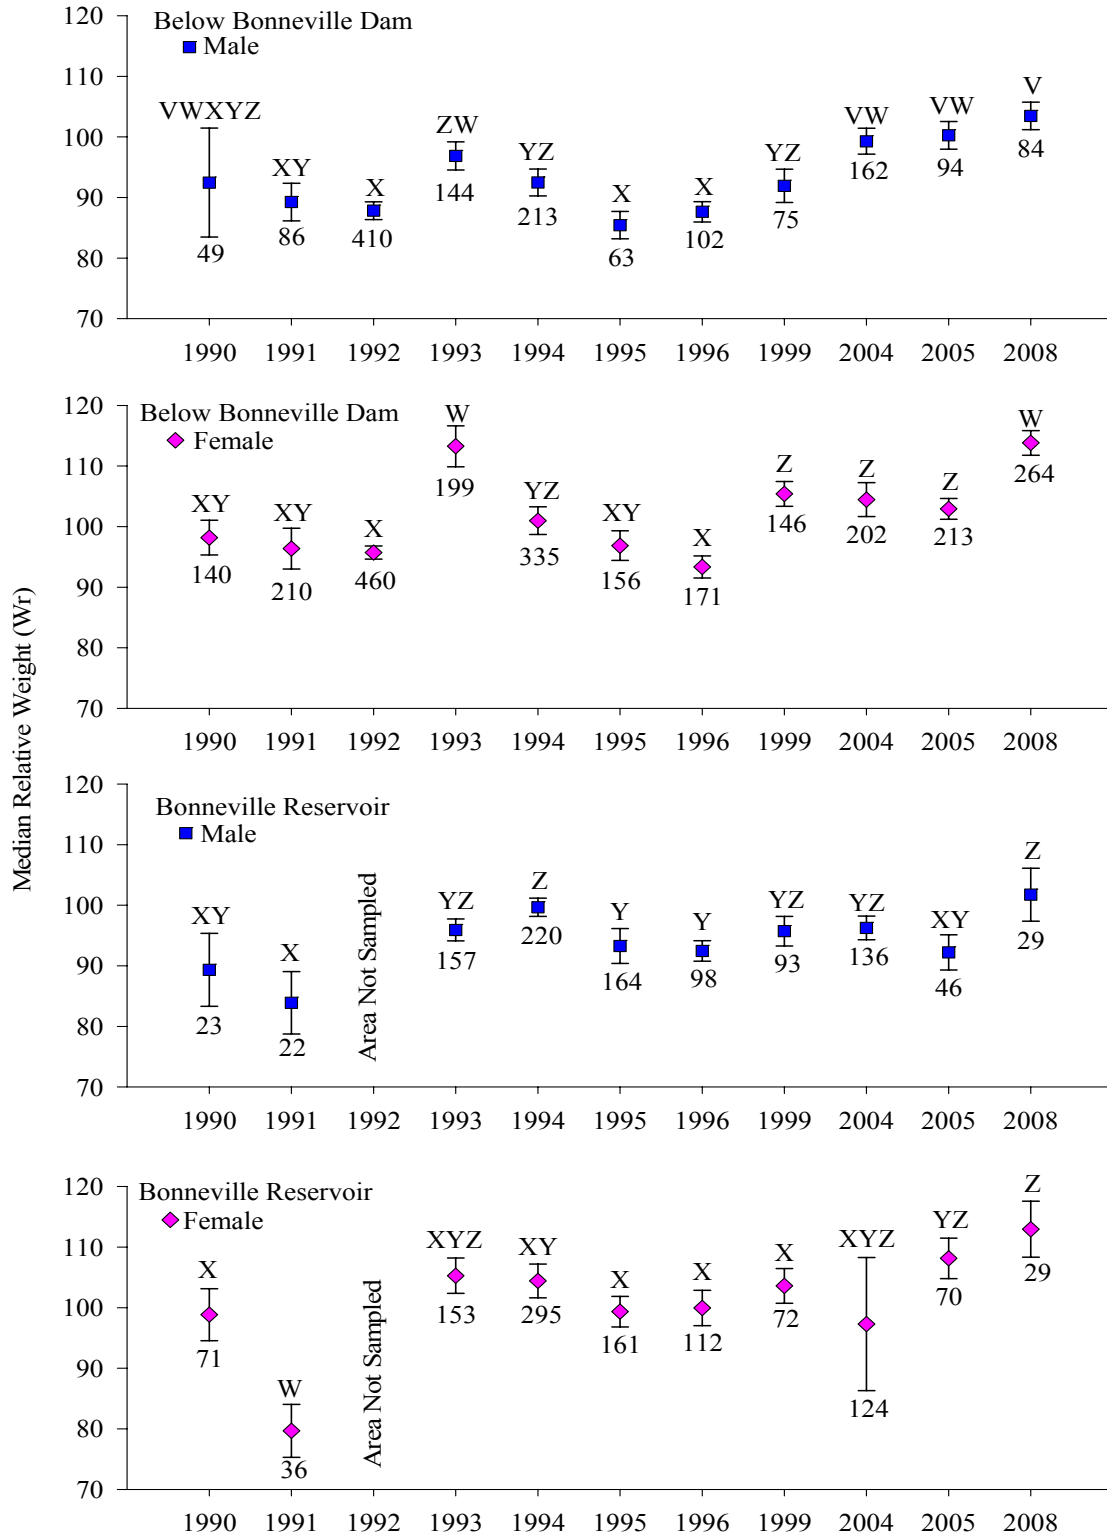 Median Relative Weight (Wr)
Below Bonneville Dam
Male
120
110
100
90
80
70
VWXYZ
XY
X
ZW
YZ
X
X
YZ
VW
VW
V
49
86
410
144
213
63
102
75
162
94
84
1990 1991 1992 1993 1994 1995 1996 1999 2004 2005 2008
Below Bonneville Dam
Female
120
110
100
90
80
70
XY
XY
X
W
YZ
XY
X
Z
Z
Z
W
140
210
460
199
335
156
171
146
202
213
264
1990 1991 1992 1993 1994 1995 1996 1999 2004 2005 2008
Bonneville Reservoir
Male
120
110
100
90
80
70
XY
X
Area Not Sampled
YZ
Z
Y
Y
YZ
YZ
XY
Z
23
22
157
220
164
98
93
136
46
29
1990 1991 1992 1993 1994 1995 1996 1999 2004 2005 2008
Bonneville Reservoir
Female
120
110
100
90
80
70
X
W
Area Not Sampled
XYZ
XY
X
X
X
XYZ
YZ
Z
71
36
153
295
161
112
72
124
70
29
1990 1991 1992 1993 1994 1995 1996 1999 2004 2005 2008